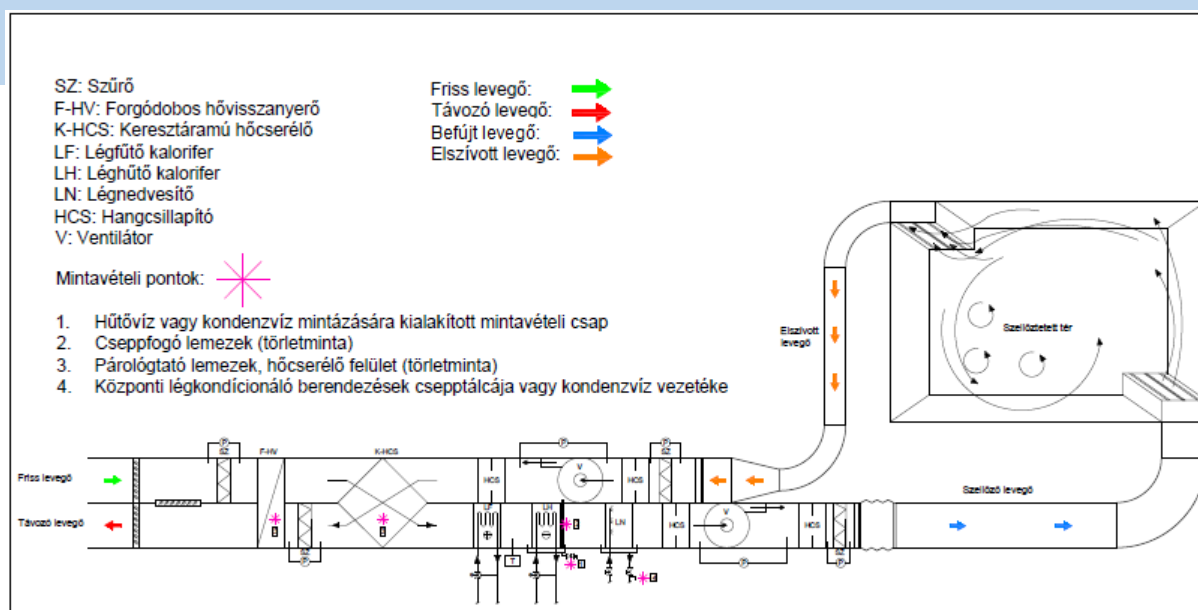 SZ: Szűrő
F-HV: Forgódobos hővisszanyerő
K-HCS: Keresztáramú hőcserélő
LF: Légfűtő kalorifer
LH: Léghűtő kalorifer
LN: Légnedvesítő
HCS: Hangcsillapító
V: Ventilátor
Friss levegő:
Távozó levegő:
Befújt levegő:
Elszívott levegő:
Mintavételi pontok:
1. Hűtővíz vagy kondenzvíz mintázására kialakított mintavételi csap
2. Cseppfogó lemezek (törletminta)
3. Párológtató lemezek, hőcserélő felület (törletminta)
4. Központi légkondícionáló berendezések csepptálcája vagy kondenzvíz vezetéke
Elszívott
levegő
Szellőztetett tér
P
SZ
F-HV
K-HCS
P
V
HCS
HCS
P
SZ
Friss levegő
Szellőző levegő
Távozó levegő
LF
LH
LN
HCS
V
HCS
SZ
P
T
P
SZ
P